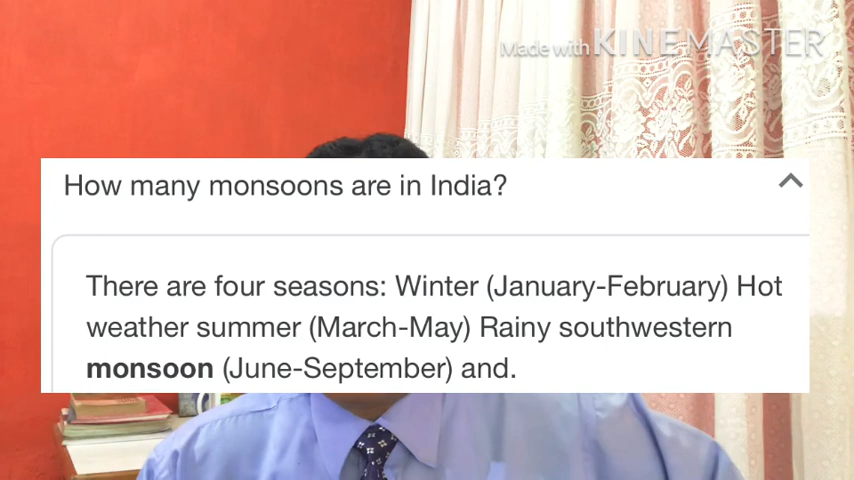 Made with KINEMASTER
How many monsoons are in India?
There are four seasons: Winter (January-February) Hot
weather summer (March-May) Rainy southwestern
monsoon (June-September) and.